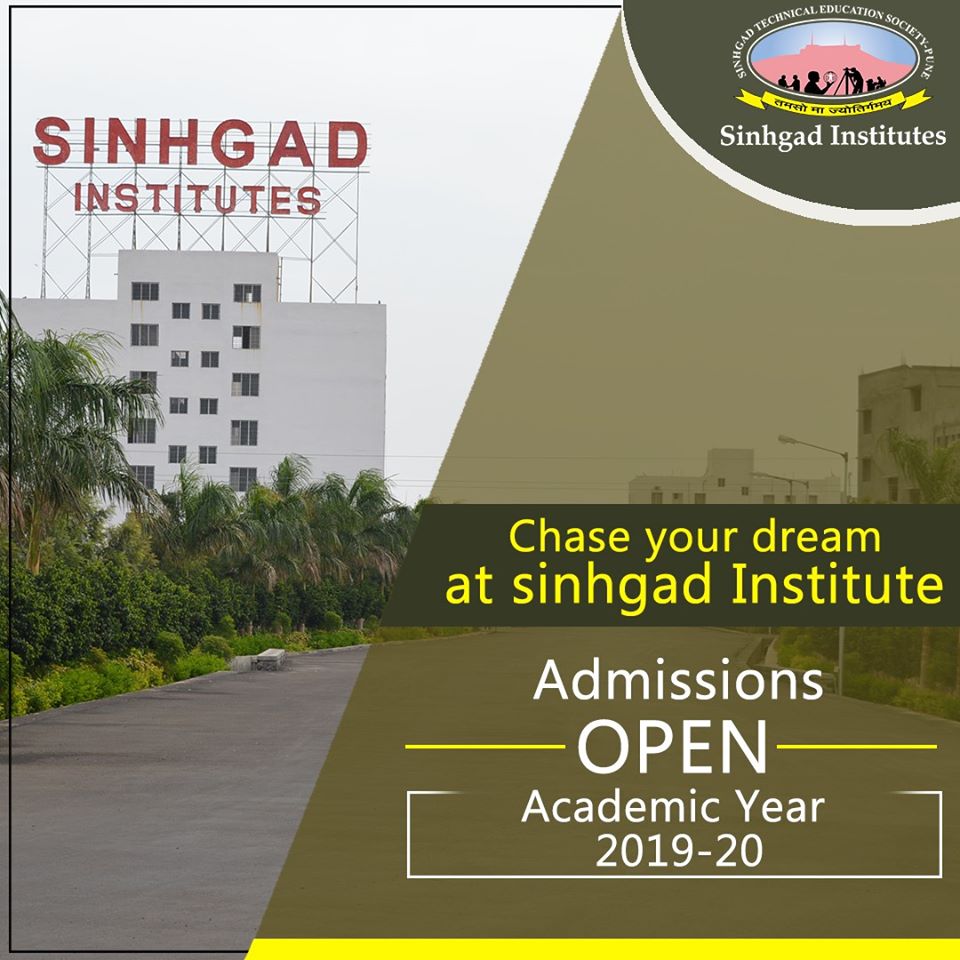 SINHGAD TECHNICAL EDUCATION SOCIETY-PUNE
तमसो मा ज्योतिर्गमय
Sinhgad Institutes
SINHGAD
INSTITUTES
Chase your dream
at sinhgad Institute
Admissions
OPEN
Academic Year
2019-20